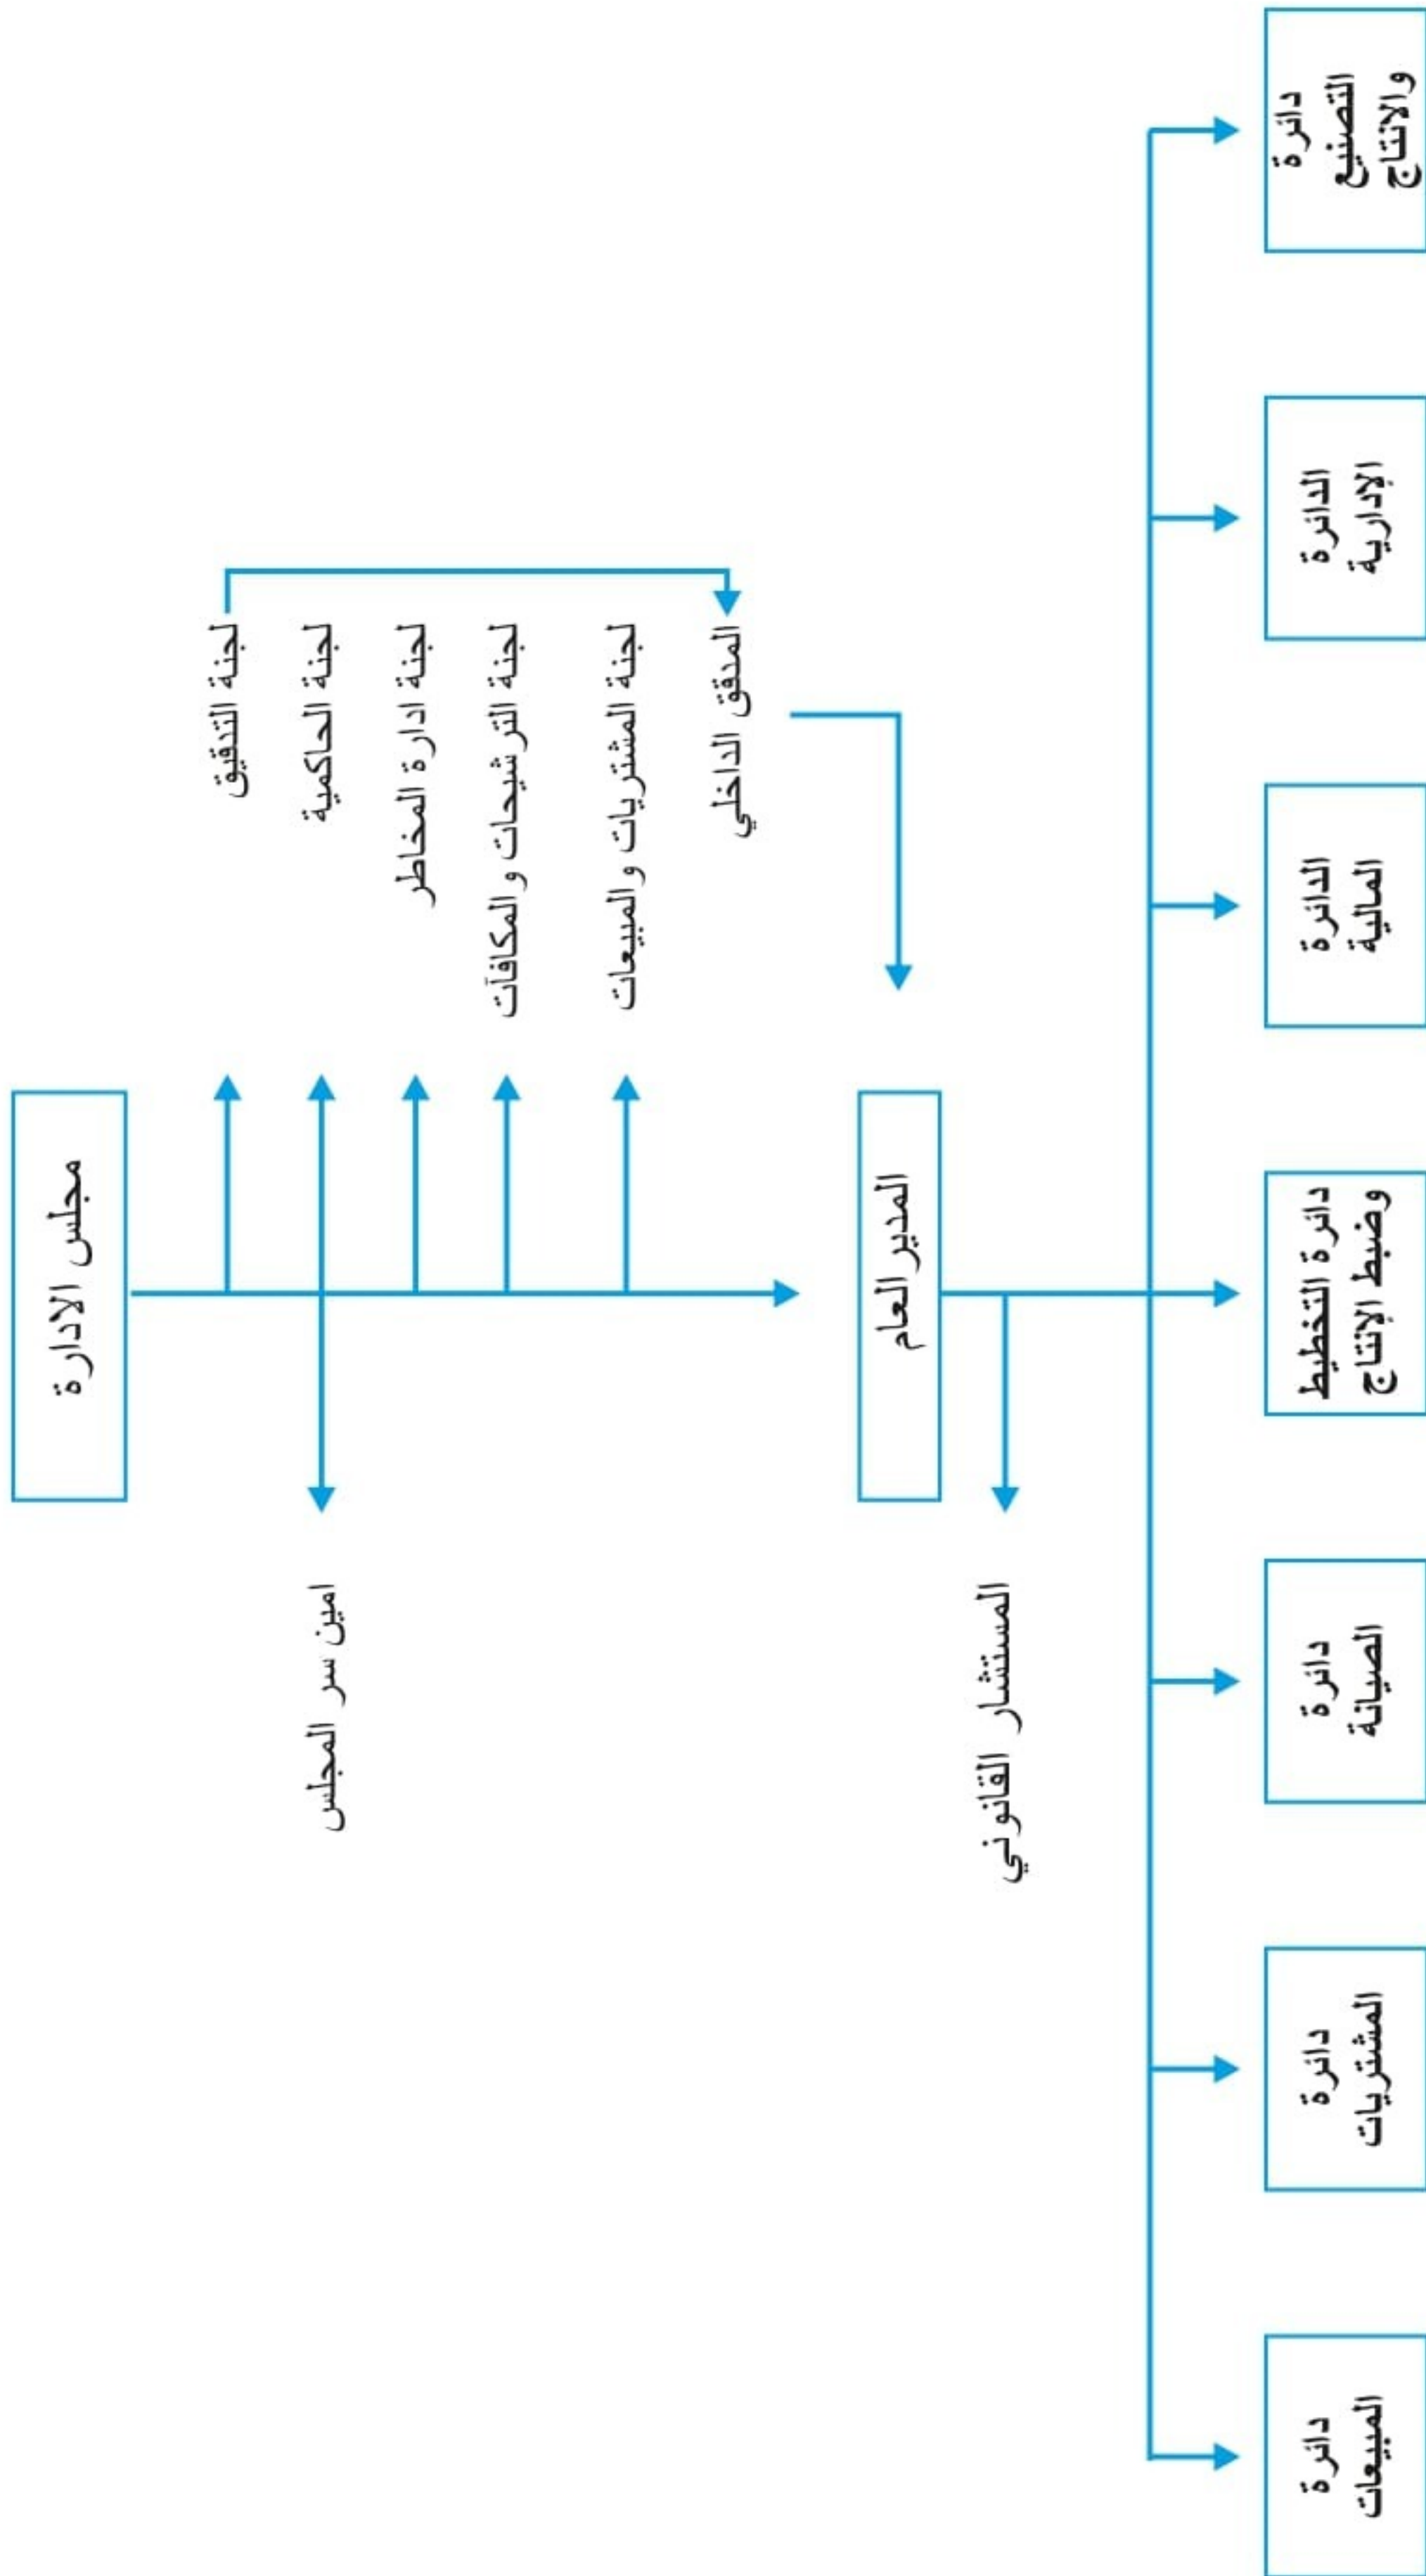 مجلس الادارة
لجنة التدقيق
لجنة الحاكمية
امين سر المجلس
لجنة ادارة المخاطر
لجنة الترشيحات والمكافآت
لجنة المشتريات والمبيعات
المدقق الداخلي
المدير العام
المستشار القانوني
دائرة
التصنيع
والانتاج
الدائرة
الإدارية
الدائرة
المالية
دائرة التخطيط
وضبط الإنتاج
دائرة
الصيانة
دائرة
المشتريات
دائرة
المبيعات